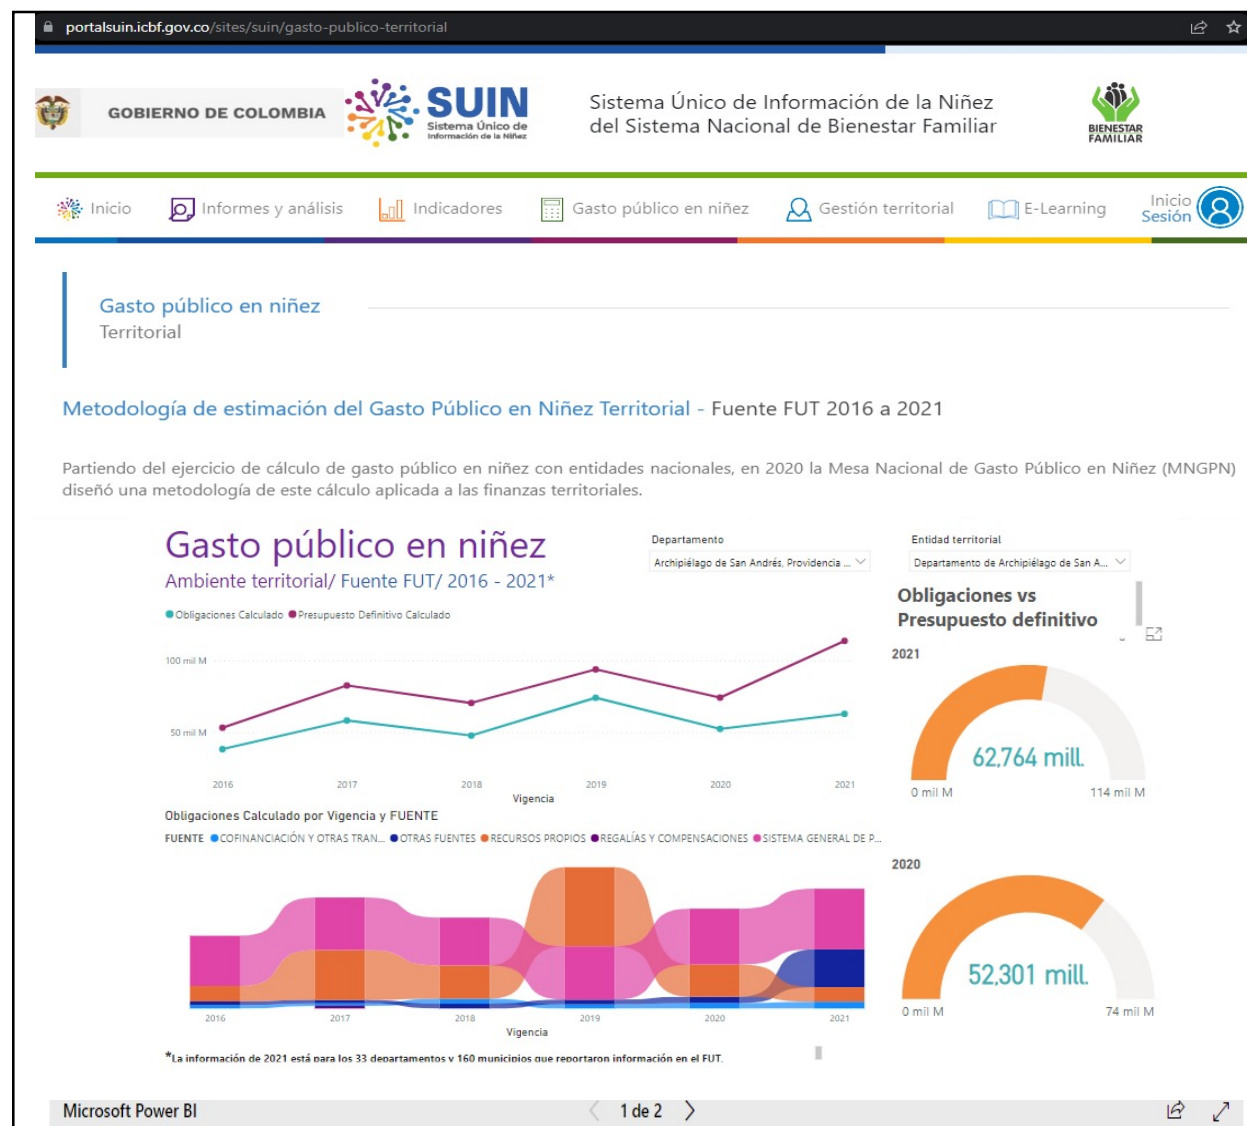 portalsuin.icbf.gov.co/sites/suin/gasto-publico-territorial
GOBIERNO DE COLOMBIA
SUIN
Sistema Único de
Información de la Niñez
Sistema Único de Información de la Niñez
del Sistema Nacional de Bienestar Familiar
BIENESTAR
FAMILIAR
Inicio
Informes y análisis
Indicadores
Gasto público en niñez
Gestión territorial
E-Learning
Inicio
Sesión
Gasto público en niñez
Territorial
Metodología de estimación del Gasto Público en Niñez Territorial - Fuente FUT 2016 a 2021
Partiendo del ejercicio de cálculo de gasto público en niñez con entidades nacionales, en 2020 la Mesa Nacional de Gasto Público en Niñez (MNGPN)
diseñó una metodología de este cálculo aplicada a las finanzas territoriales.
Gasto público en niñez
Ambiente territorial/ Fuente FUT/ 2016 - 2021*
Departamento
Archipiélago de San Andrés, Providencia ...
Entidad territorial
Departamento de Archipiélago de San A...
Obligaciones Calculado Presupuesto Definitivo Calculado
100 mil M
50 mil M
2016 2017 2018 2019 2020 2021
Vigencia
Obligaciones vs
Presupuesto definitivo
2021
62,764 mill.
0 mil M 114 mil M
Obligaciones Calculado por Vigencia y FUENTE
FUENTE COFINANCIACIÓN Y OTRAS TRAN... OTRAS FUENTES RECURSOS PROPIOS REGALÍAS Y COMPENSACIONES SISTEMA GENERAL DE P...
2016 2017 2018 2019 2020 2021
Vigencia
2020
52,301 mill.
0 mil M 74 mil M
*La información de 2021 está para los 33 departamentos y 160 municipios que reportaron información en el FUT.
Microsoft Power BI
1 de 2